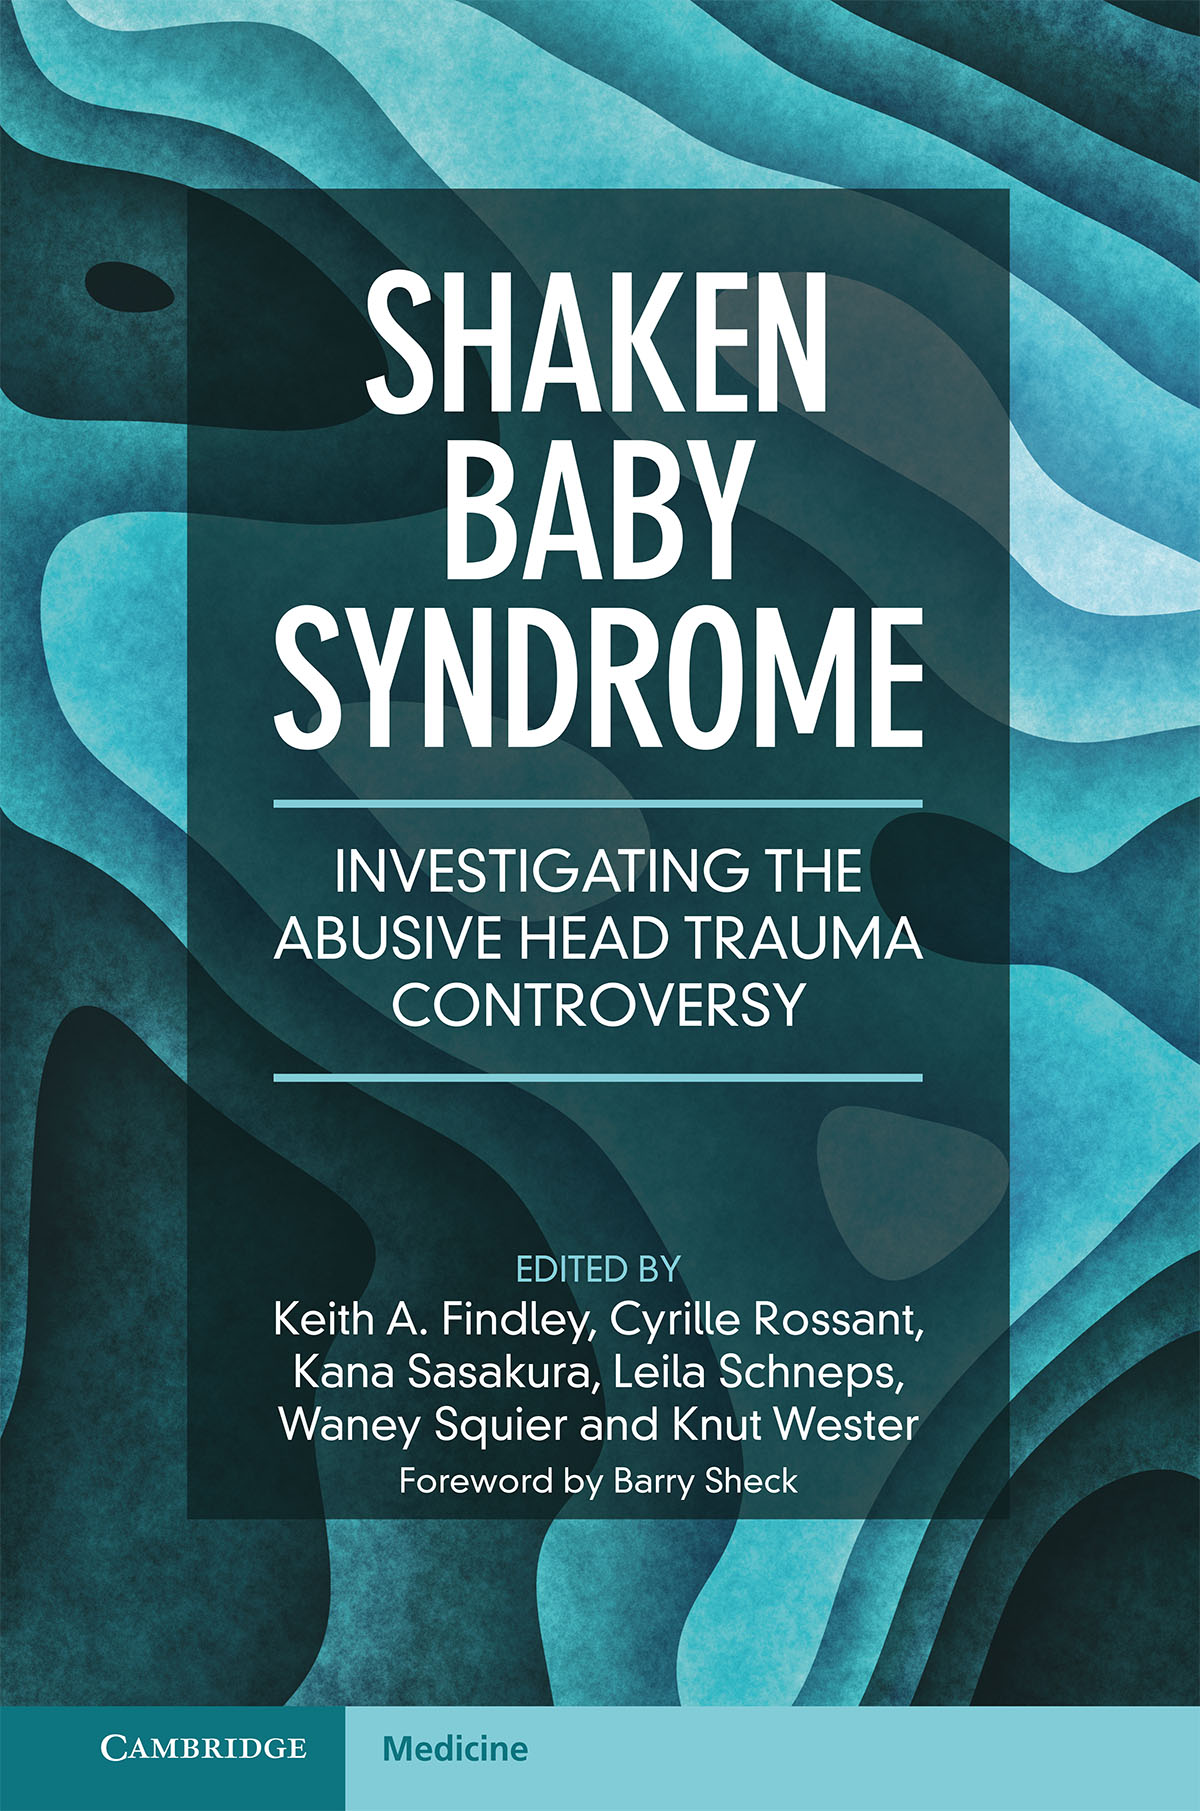 SHAKEN
BABY
SYNDROME
INVESTIGATING THE
ABUSIVE HEAD TRAUMA
CONTROVERSY
EDITED BY
Keith A. Findley, Cyrille Rossant,
Kana Sasakura, Leila Schneps,
Waney Squier and Knut Wester
Foreword by Barry Sheck
CAMBRIDGE
Medicine